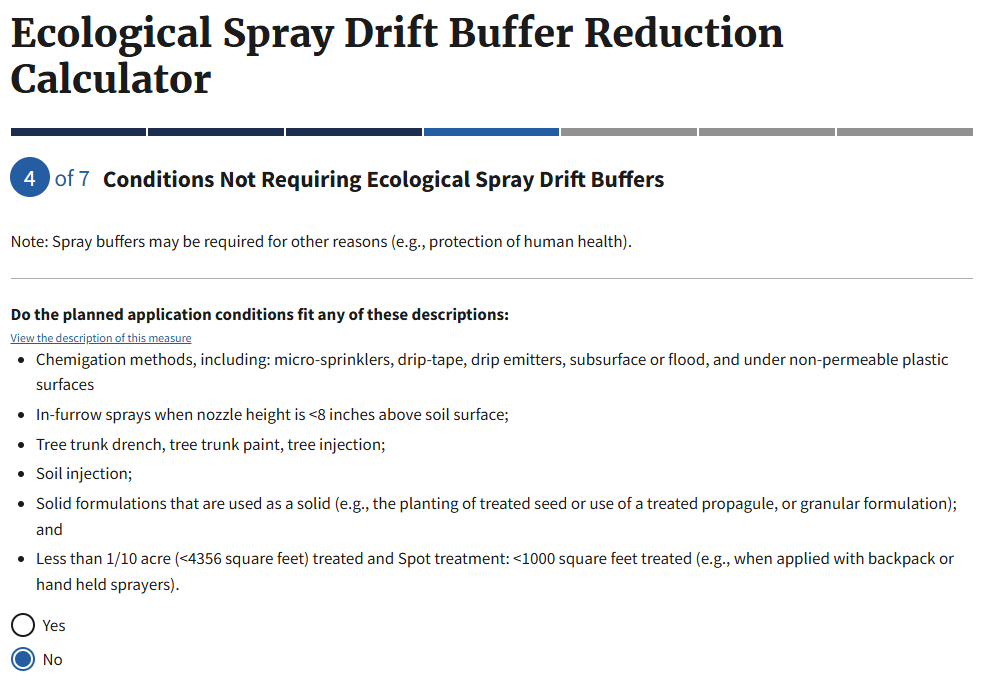 Ecological Spray Drift Buffer Reduction
Calculator
4 of 7 Conditions Not Requiring Ecological Spray Drift Buffers
Note: Spray buffers may be required for other reasons (e.g., protection of human health).
Do the planned application conditions fit any of these descriptions:
View the description of this measure
• Chemigation methods, including: micro-sprinklers, drip-tape, drip emitters, subsurface or flood, and under non-permeable plastic
surfaces
• In-furrow sprays when nozzle height is <8 inches above soil surface;
• Tree trunk drench, tree trunk paint, tree injection;
• Soil injection;
• Solid formulations that are used as a solid (e.g., the planting of treated seed or use of a treated propagule, or granular formulation);
and
• Less than 1/10 acre (<4356 square feet) treated and Spot treatment: <1000 square feet treated (e.g., when applied with backpack or
hand held sprayers).
Yes
No